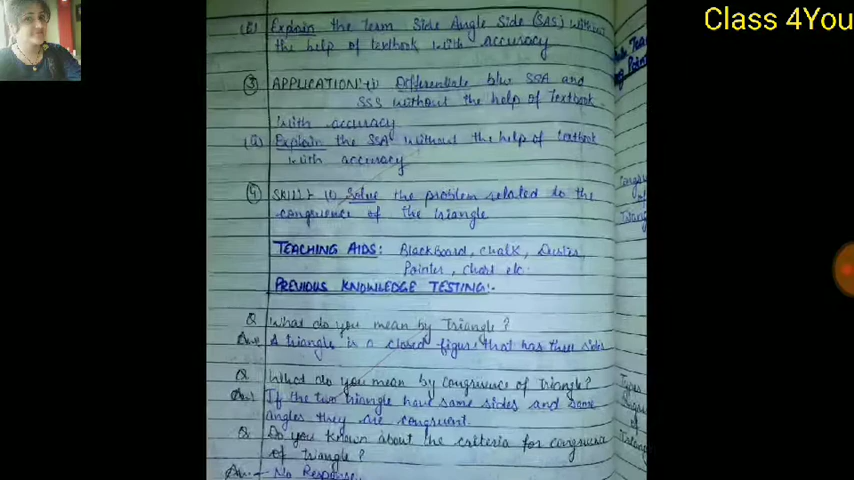 Class 4You
(ii) Explain the Term Side Angle Side (SAS) without
the help of textbook with accuracy
(3) APPLICATION:- (i) Differentiate b/w SSA and
SSS without the help of Textbook
with accuracy
(ii) Explain the SSA without the help of textbook
with accuracy
(4) SKILL:- (i) Solve the problem related to the
congruence of the triangle
TEACHING AIDS: Blackboard, chalk, Duster,
Pointer, Chart etc.
PREVIOUS KNOWLEDGE TESTING:-
Q What do you mean by Triangle?
Ans A triangle is a closed figure that has three sides
Q What do you mean by congruence of Triangle?
Ans If the two triangle have same sides and same
angles they are congruent.
Q Do you known about the criteria for congruence
of triangle?
Ans - No Response